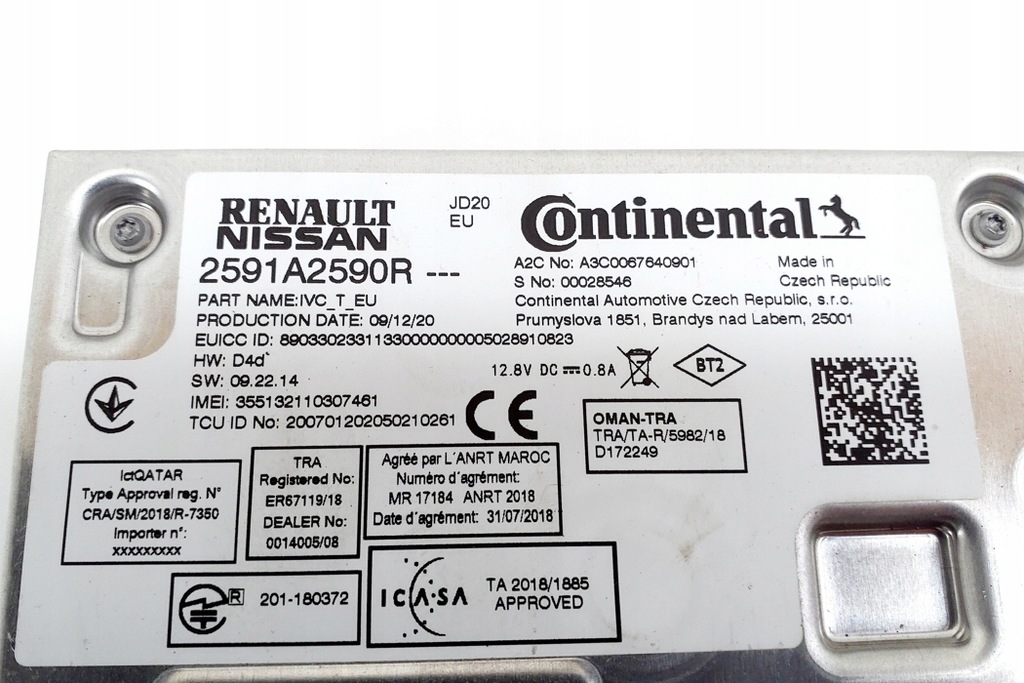 RENAULT
NISSAN
JD20
EU
Continental
2591A2590R ---
A2C No: A3C0067640901
Made in
S No: 00028546
Czech Republic
PART NAME:IVC_T_EU
Continental Automotive Czech Republic, s.r.o.
PRODUCTION DATE: 09/12/20
Prumyslova 1851, Brandys nad Labem, 25001
EUICC ID: 89033023311330000000005028910823
HW: D4d
12.8V DC 0.8A
BT2
SW: 09.22.14
IMEI: 355132110307461
TCU ID No: 200701202050210261
CE
OMAN-TRA
TRA/TA-R/5982/18
D172249
IctQATAR
Type Approval reg. N°
CRA/SM/2018/R-7350
Importer n°:
xxxxxxxxx
TRA
Registered No:
ER67119/18
DEALER No:
0014005/08
Agréé par L'ANRT MAROC
Numéro d'agrément:
MR 17184 ANRT 2018
Date d'agrément: 31/07/2018
R 201-180372
ICASA
TA 2018/1885
APPROVED